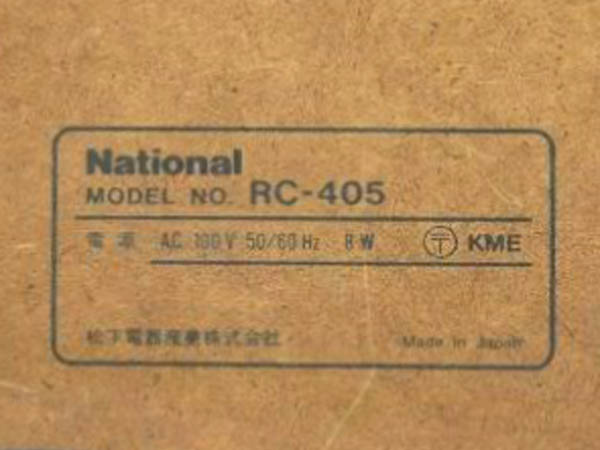 National
MODEL NO. RC-405
電源 AC 100V 50/60Hz 8W 〒 KME
松下電器産業株式会社
Made in Japan